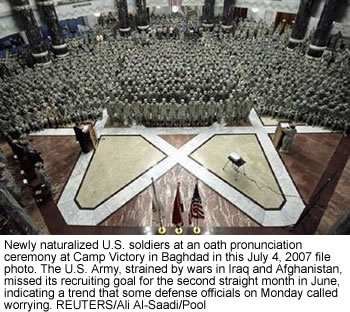 Newly naturalized U.S. soldiers at an oath pronunciation
ceremony at Camp Victory in Baghdad in this July 4, 2007 file
photo. The U.S. Army, strained by wars in Iraq and Afghanistan,
missed its recruiting goal for the second straight month in June,
indicating a trend that some defense officials on Monday called
worrying. REUTERS/Ali Al-Saadi/Pool